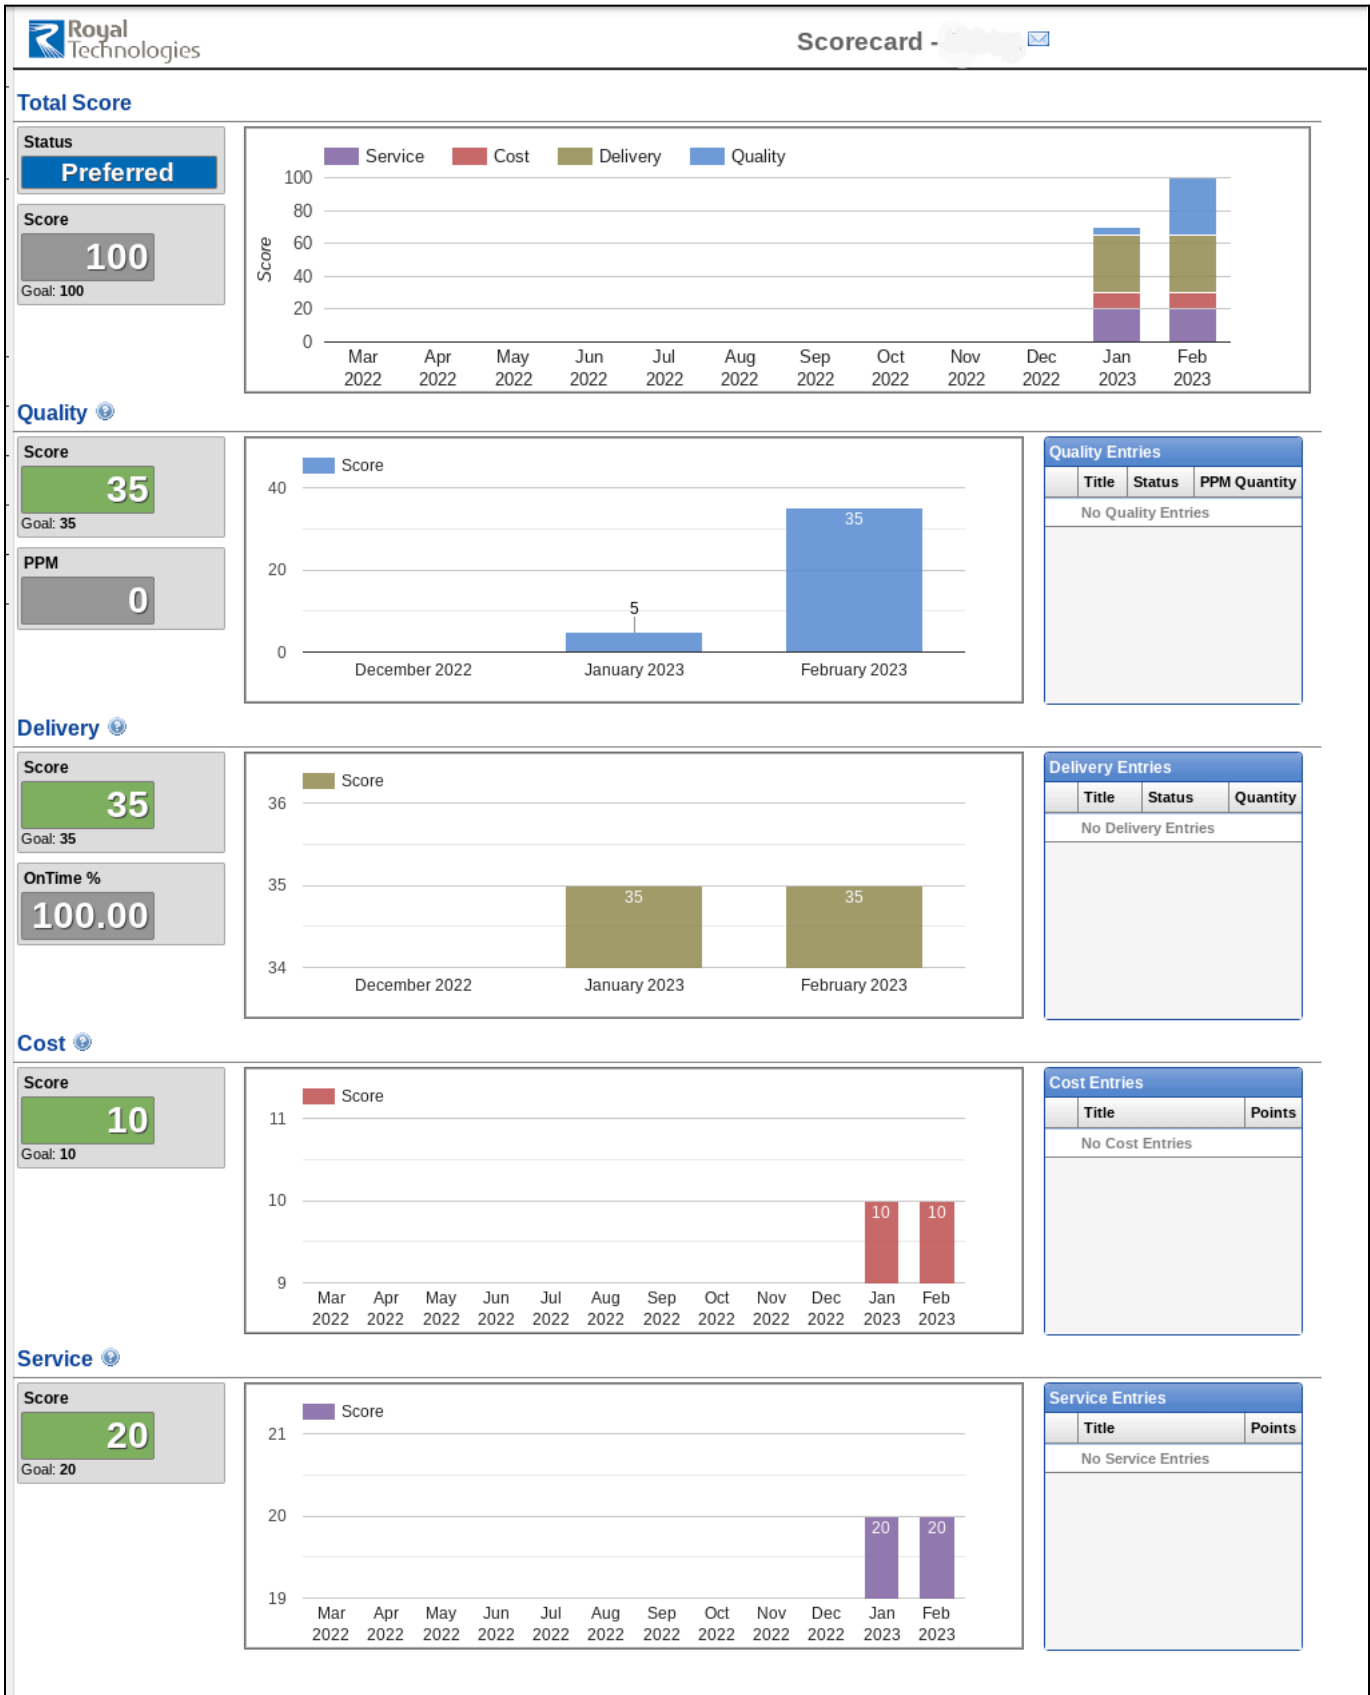 Royal
Technologies
Scorecard -
Total Score
Status
Preferred
Score
100
Goal: 100
Service Cost Delivery Quality
Score
100
80
60
40
20
0
Mar Apr May Jun Jul Aug Sep Oct Nov Dec Jan Feb
2022 2022 2022 2022 2022 2022 2022 2022 2022 2022 2023 2023
Quality
Score
35
Goal: 35
PPM
0
Score
40
20
0
5
35
December 2022 January 2023 February 2023
Quality Entries
Title Status PPM Quantity
No Quality Entries
Delivery
Score
35
Goal: 35
OnTime %
100.00
Score
36
35
34
35 35
December 2022 January 2023 February 2023
Delivery Entries
Title Status Quantity
No Delivery Entries
Cost
Score
10
Goal: 10
Score
11
10
9
10 10
Mar Apr May Jun Jul Aug Sep Oct Nov Dec Jan Feb
2022 2022 2022 2022 2022 2022 2022 2022 2022 2022 2023 2023
Cost Entries
Title Points
No Cost Entries
Service
Score
20
Goal: 20
Score
21
20
19
20 20
Mar Apr May Jun Jul Aug Sep Oct Nov Dec Jan Feb
2022 2022 2022 2022 2022 2022 2022 2022 2022 2022 2023 2023
Service Entries
Title Points
No Service Entries